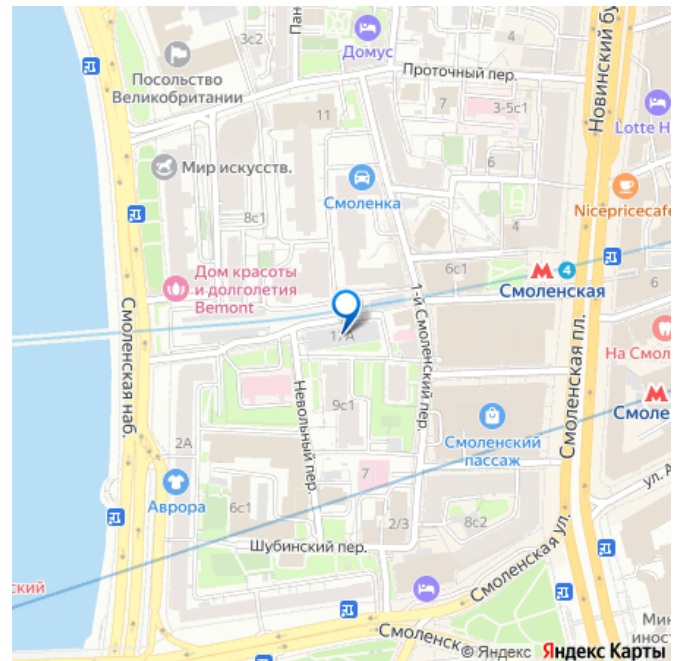 3с2
Домус
4
Посольство
Великобритании
Проточный пер.
7
3-5с1
11
Новинский бу
Lotte H
Мир искусств.
6
Смоленка
Nicepricecafe
8с1
4
Дом красоты
и долголетия
Bemont
6с1
4
Смоленская
6
1-й Смоленский пер.
Смоленская наб.
17А
Смоленская пл.
На Смол
9с1
Невольный пер.
Смоле
Смоленский
пассаж
2А
7
ул. А
Аврора
6с1
2/3
8с2
Шубинский пер.
Смоленская ул.
ский
Смоленск
Ми
инос
© Яндекс Яндекс Карты